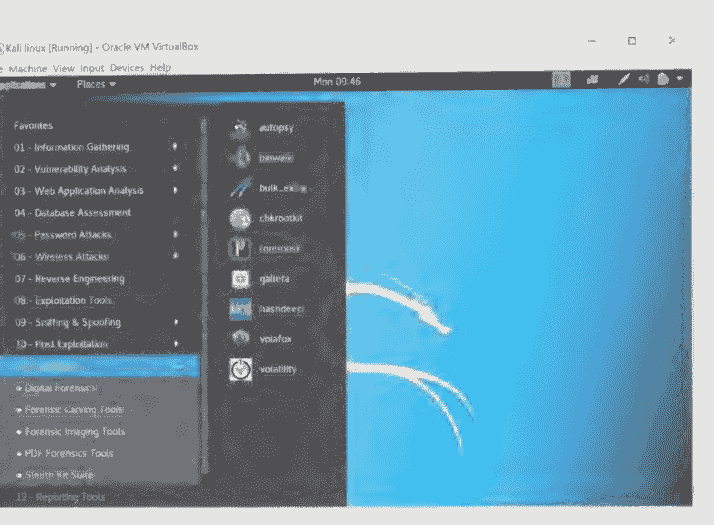 Kali linux [Running] - Oracle VM VirtualBox
Machine View Input Devices Help
Places
Mon 09:46
Favorites
01 - Information Gathering
02 - Vulnerability Analysis
03 - Web Application Analysis
04 - Database Assessment
05 - Password Attacks
06 - Wireless Attacks
07 - Reverse Engineering
08 - Exploitation Tools
09 - Sniffing & Spoofing
10 - Post Exploitation
Digital Forensics
Forensic Carving Tools
Forensic Imaging Tools
PDF Forensics Tools
Sleuth Kit Suite
12 - Reporting Tools
autopsy
binwalk
chkrootkit
foremost
galleta
hashdeep
volafox
volatility